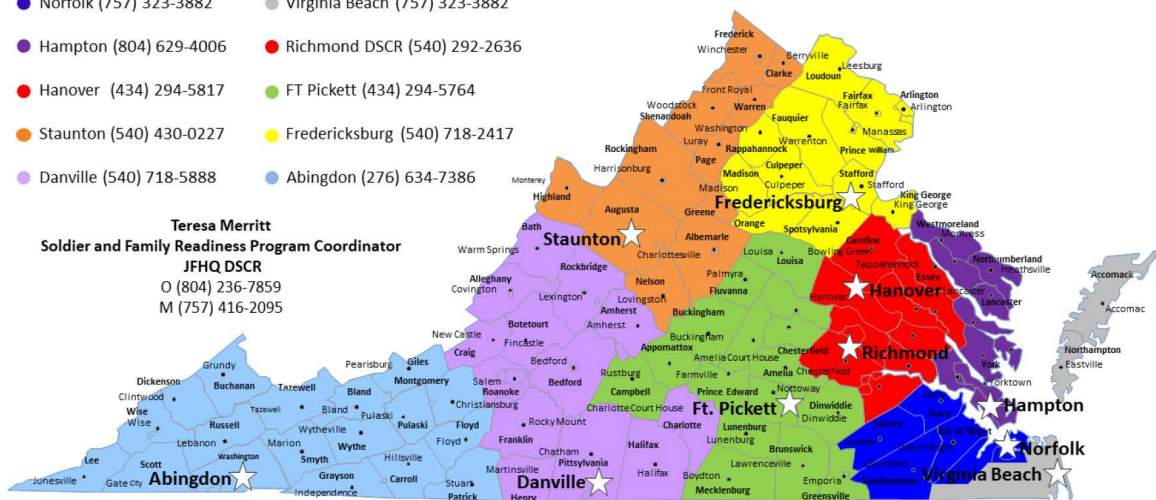 Norfolk (757) 323-3882
Virginia Beach (757) 323-3882
Hampton (804) 629-4006
Richmond DSCR (540) 292-2636
Hanover (434) 294-5817
FT Pickett (434) 294-5764
Staunton (540) 430-0227
Fredericksburg (540) 718-2417
Danville (540) 718-5888
Abingdon (276) 634-7386
Teresa Merritt
Soldier and Family Readiness Program Coordinator
JFHQ DSCR
O (804) 236-7859
M (757) 416-2095
Frederick
Winchester
Berryville
Clarke
Loudoun
Leesburg
Front Royal
Warren
Woodstock
Shenandoah
Fairfax
Fairfax
Arlington
Arlington
Fauquier
Washington
Warrenton
Manassas
Luray
Rappahannock
Prince William
Rockingham
Page
Culpeper
Culpeper
Harrisonburg
Madison
Madison
Stafford
Stafford
Monterey
Highland
Fredericksburg
King George
King George
Augusta
Greene
Orange
Spotsylvania
Westmoreland
Montross
Bath
Staunton
Albemarle
Charlottesville
Caroline
Bowling Green
Warm Springs
Louisa
Louisa
Tappahannock
Northumberland
Heathsville
Rockbridge
Essex
Accomack
Alleghany
Covington
Nelson
Palmyra
Fluvanna
Lexington
Lovingston
Hanover
Hanover
Lancaster
Lancaster
Accomac
Amherst
Amherst
Buckingham
Buckingham
Botetourt
New Castle
Fincastle
Craig
Appomattox
Amelia Court House
Chesterfield
Richmond
Northampton
Eastville
York
Yorktown
Grundy
Pearisburg
Giles
Bedford
Bedford
Rustburg
Farmville
Amelia
Chesterfield
Dickenson
Buchanan
Tazewell
Tazewell
Bland
Bland
Montgomery
Salem
Roanoke
Campbell
Prince Edward
Nottoway
Clintwood
Christiansburg
Charlotte Court House
Ft. Pickett
Dinwiddie
Dinwiddie
Hampton
Wise
Wise
Russell
Pulaski
Pulaski
Rocky Mount
Charlotte
Lunenburg
Lunenburg
Surry
Sussex
Sussex
Isle of Wight
Lebanon
Marion
Wytheville
Wythe
Floyd
Floyd
Franklin
Halifax
Halifax
Brunswick
Norfolk
Lee
Scott
Washington
Smyth
Hillsville
Chatham
Pittsylvania
Martinsville
Lawrenceville
Courtland
Southampton
Jonesville
Gate City
Abingdon
Grayson
Carroll
Independence
Stuart
Patrick
Henry
Danville
Boydton
Mecklenburg
Emporia
Greensville
Virginia Beach